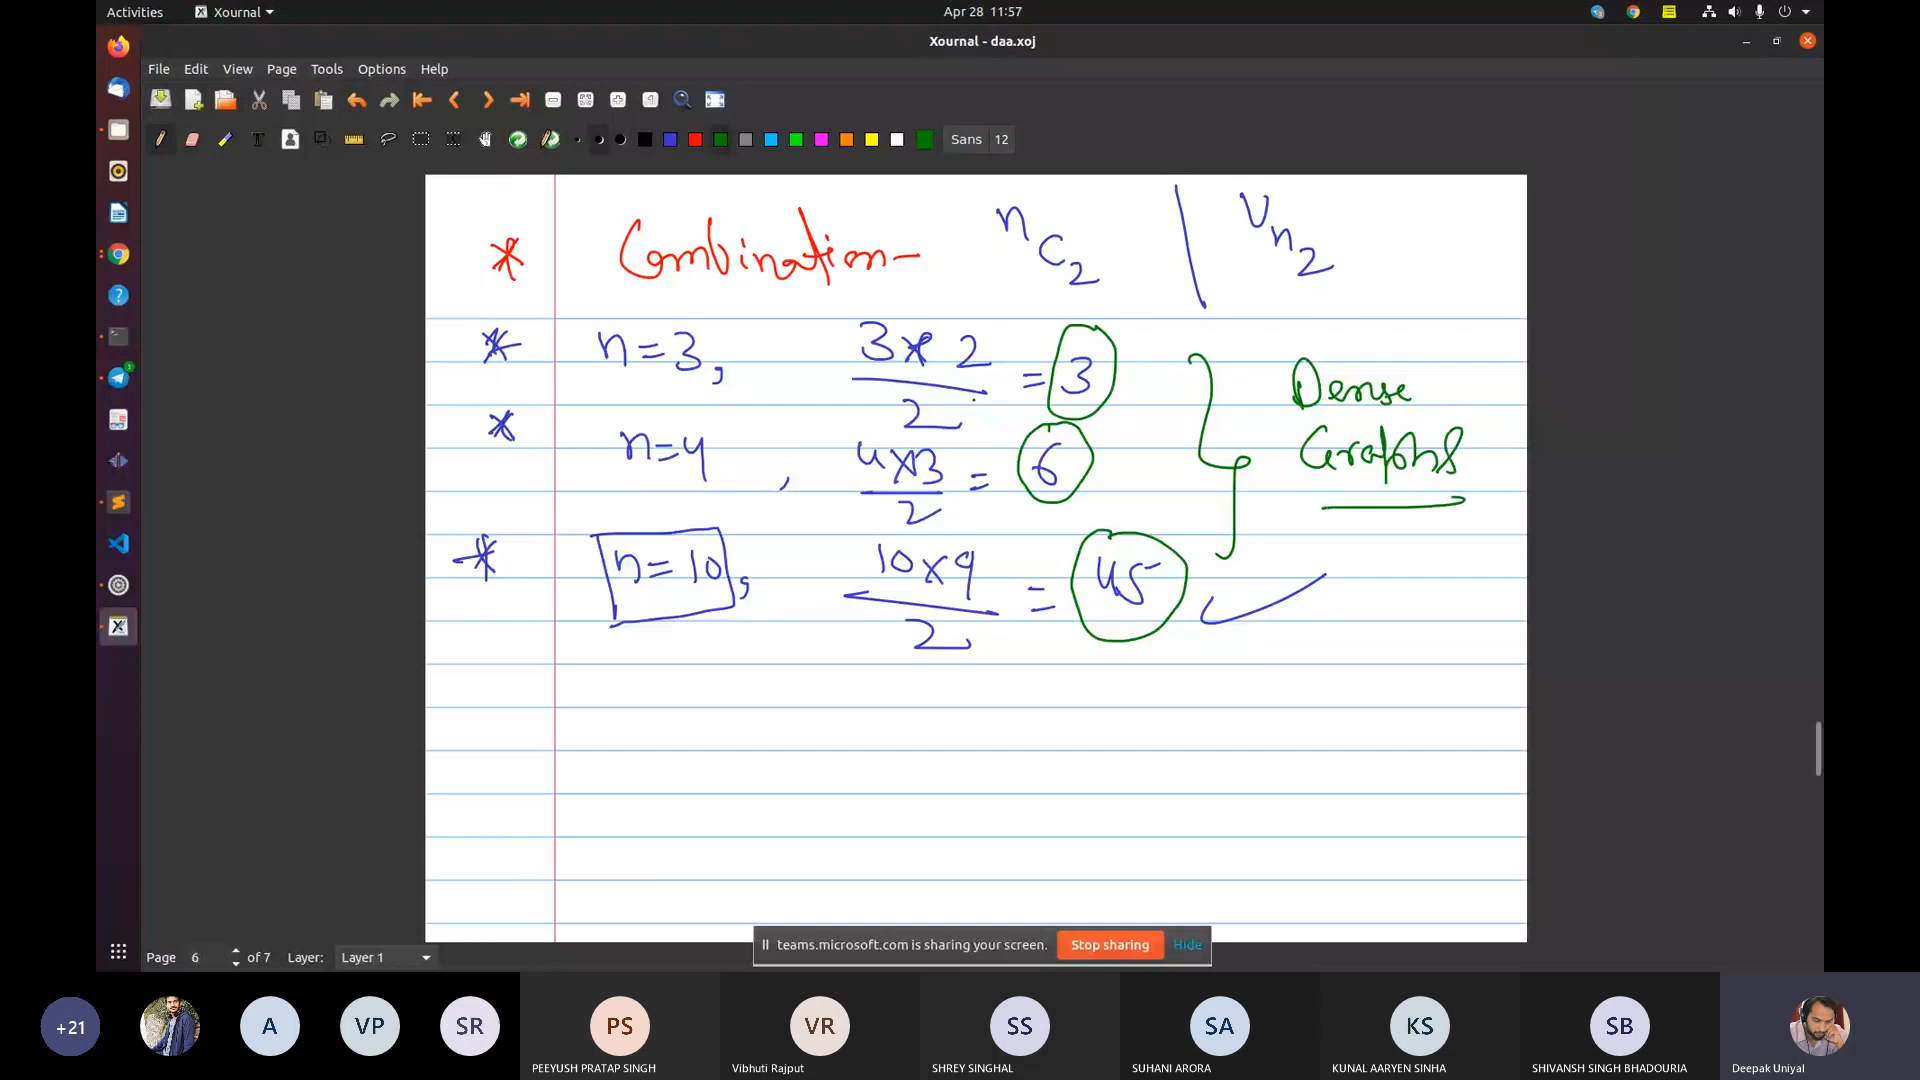 Activities
Xournal
Apr 28 11:57
Xournal - daa.xoj
File Edit View Page Tools Options Help
Sans 12
* Combination- nC2 | Vn2
* n=3, 3×2/2 = 3
Dense
Graphs
* n=4, 4×3/2 = 6
* n=10, 10×9/2 = 45
teams.microsoft.com is sharing your screen. Stop sharing Hide
Page 6 of 7 Layer: Layer 1
+21 A VP SR PS VR SS SA KS SB
PEEYUSH PRATAP SINGH Vibhuti Rajput SHREY SINGHAL SUHANI ARORA KUNAL AARYEN SINHA SHIVANSH SINGH BHADOURIA Deepak Uniyal